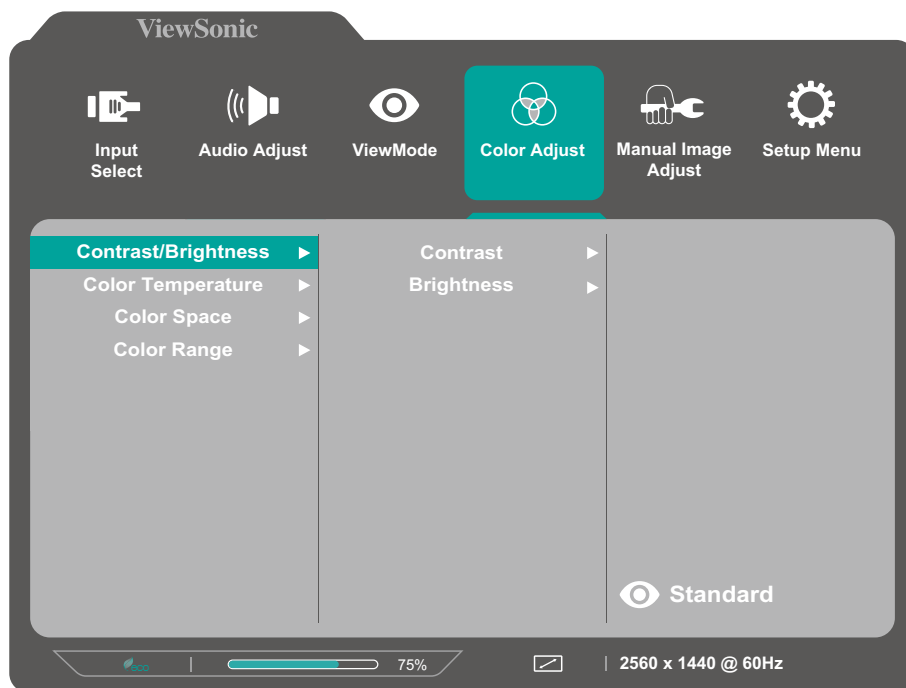 ViewSonic
Input
Select
Audio Adjust
ViewMode
Color Adjust
Manual Image
Adjust
Setup Menu
Contrast/Brightness
Color Temperature
Color Space
Color Range
Contrast
Brightness
Standard
eco
75%
2560 x 1440 @ 60Hz